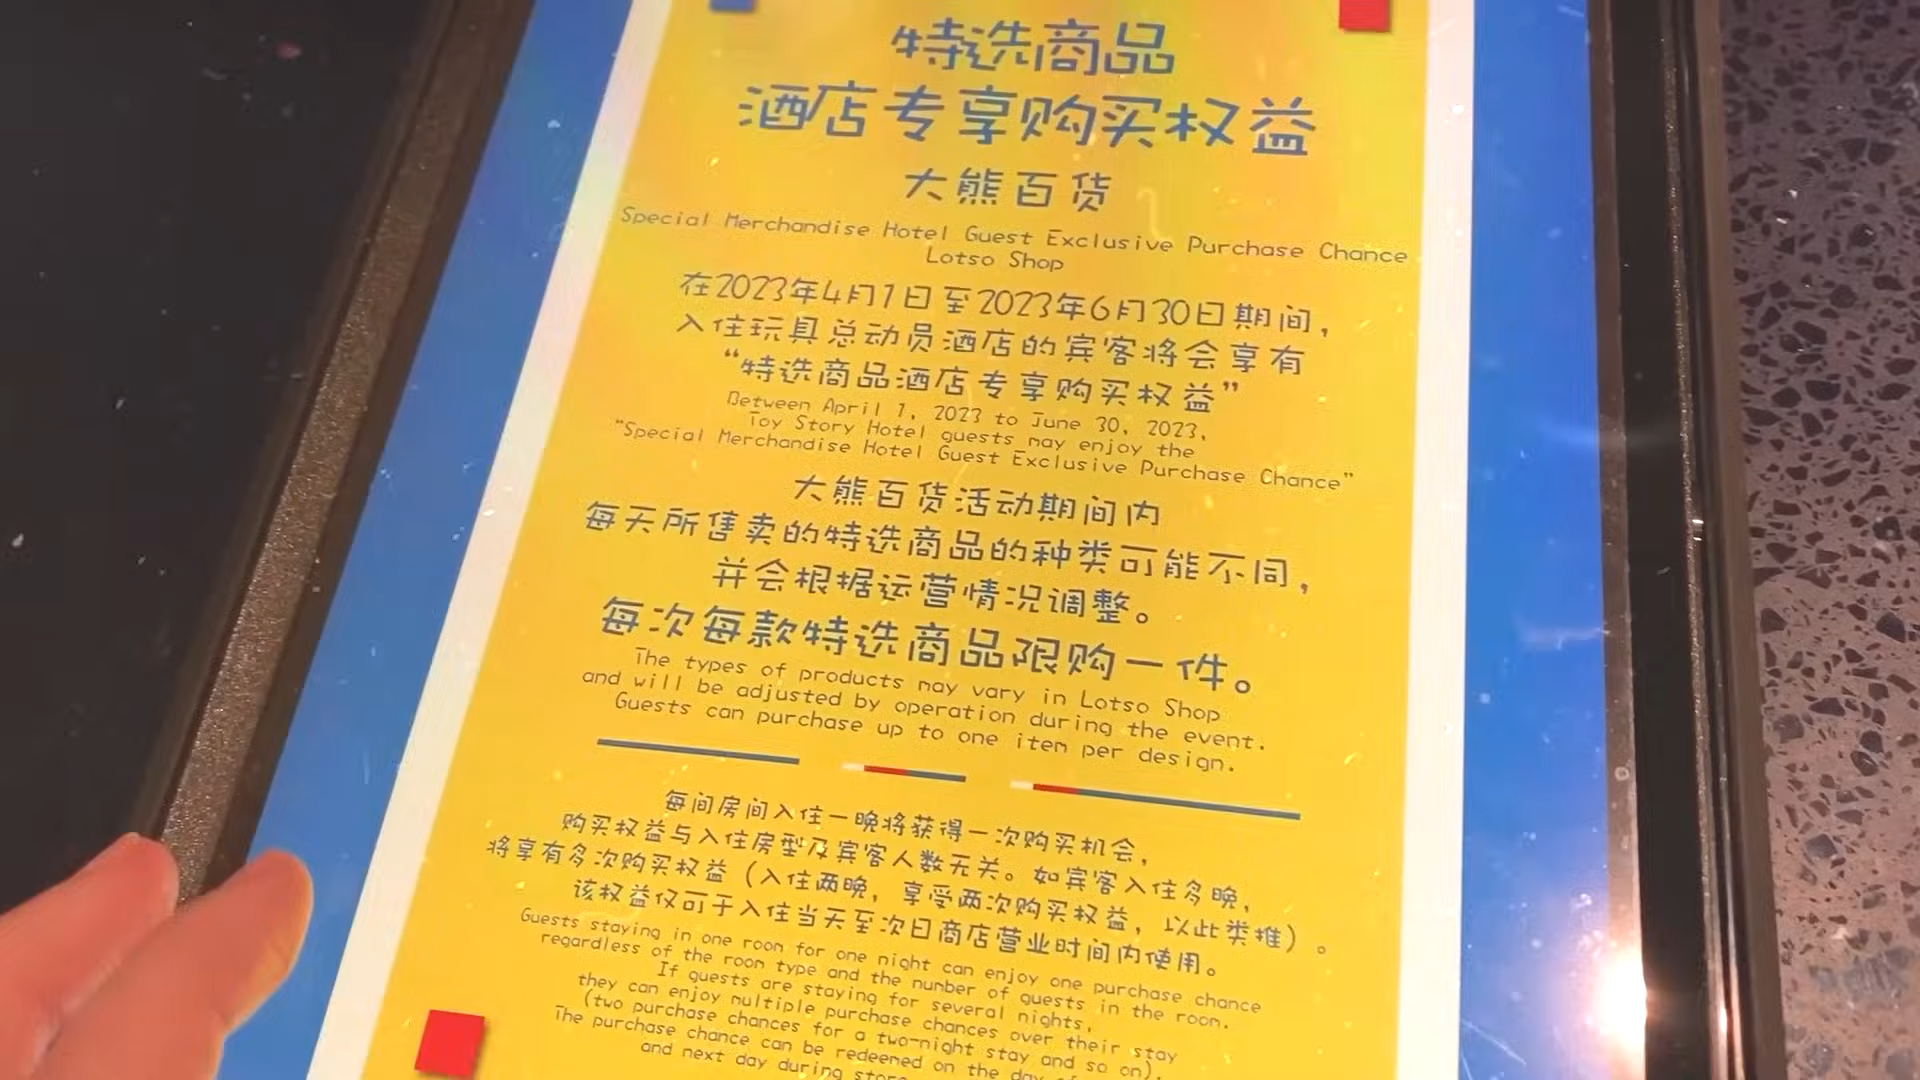 特选商品
酒店专享购买权益
大熊百货
Special Merchandise Hotel Guest Exclusive Purchase Chance
Lotso Shop
在2023年4月1日至2023年6月30日期间，
入住玩具总动员酒店的宾客将会享有
“特选商品酒店专享购买权益”
Between April 1, 2023 to June 30, 2023,
Toy Story Hotel guests may enjoy the
“Special Merchandise Hotel Guest Exclusive Purchase Chance”
大熊百货活动期间内
每天所售卖的特选商品的种类可能不同，
并会根据运营情况调整。
每次每款特选商品限购一件。
The types of products may vary in Lotso Shop
and will be adjusted by operation during the event.
Guests can purchase up to one item per design.
每间房间入住一晚将获得一次购买机会，
购买权益与入住房型及宾客人数无关。如宾客入住多晚，
将享有多次购买权益（入住两晚，享受两次购买权益，以此类推）。
该权益仅可于入住当天至次日商店营业时间内使用。
Guests staying in one room for one night can enjoy one purchase chance
regardless of the room type and the number of guests in the room.
If guests are staying for several nights,
they can enjoy multiple purchase chances over their stay
(two purchase chances for a two-night stay and so on).
The purchase chance can be redeemed on the day
and next day during